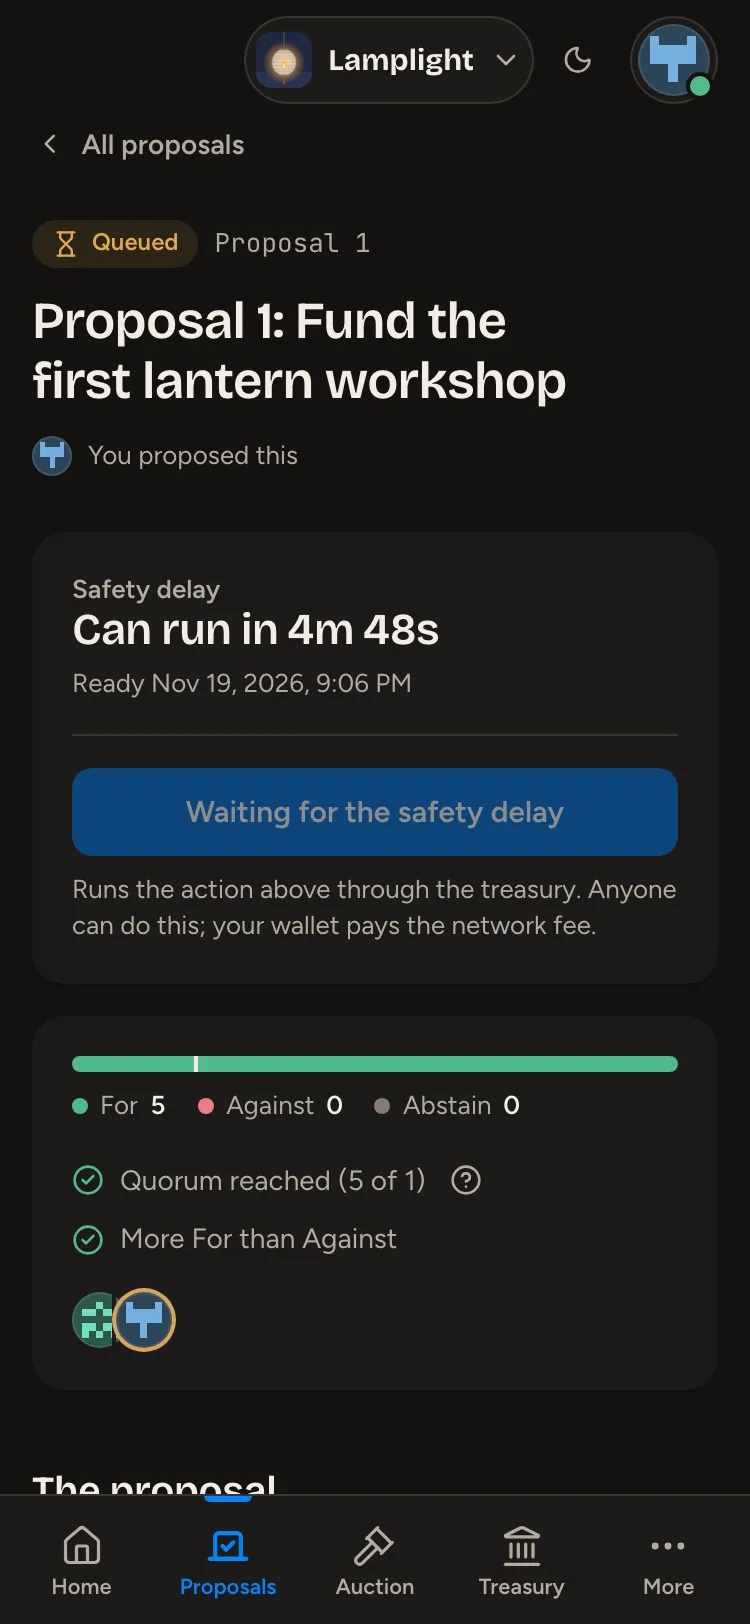 Lamplight
All proposals
Queued
Proposal 1
Proposal 1: Fund the
first lantern workshop
You proposed this
Safety delay
Can run in 4m 48s
Ready Nov 19, 2026, 9:06 PM
Waiting for the safety delay
Runs the action above through the treasury. Anyone
can do this; your wallet pays the network fee.
For 5 Against 0 Abstain 0
Quorum reached (5 of 1)
More For than Against
The proposal
Home Proposals Auction Treasury More